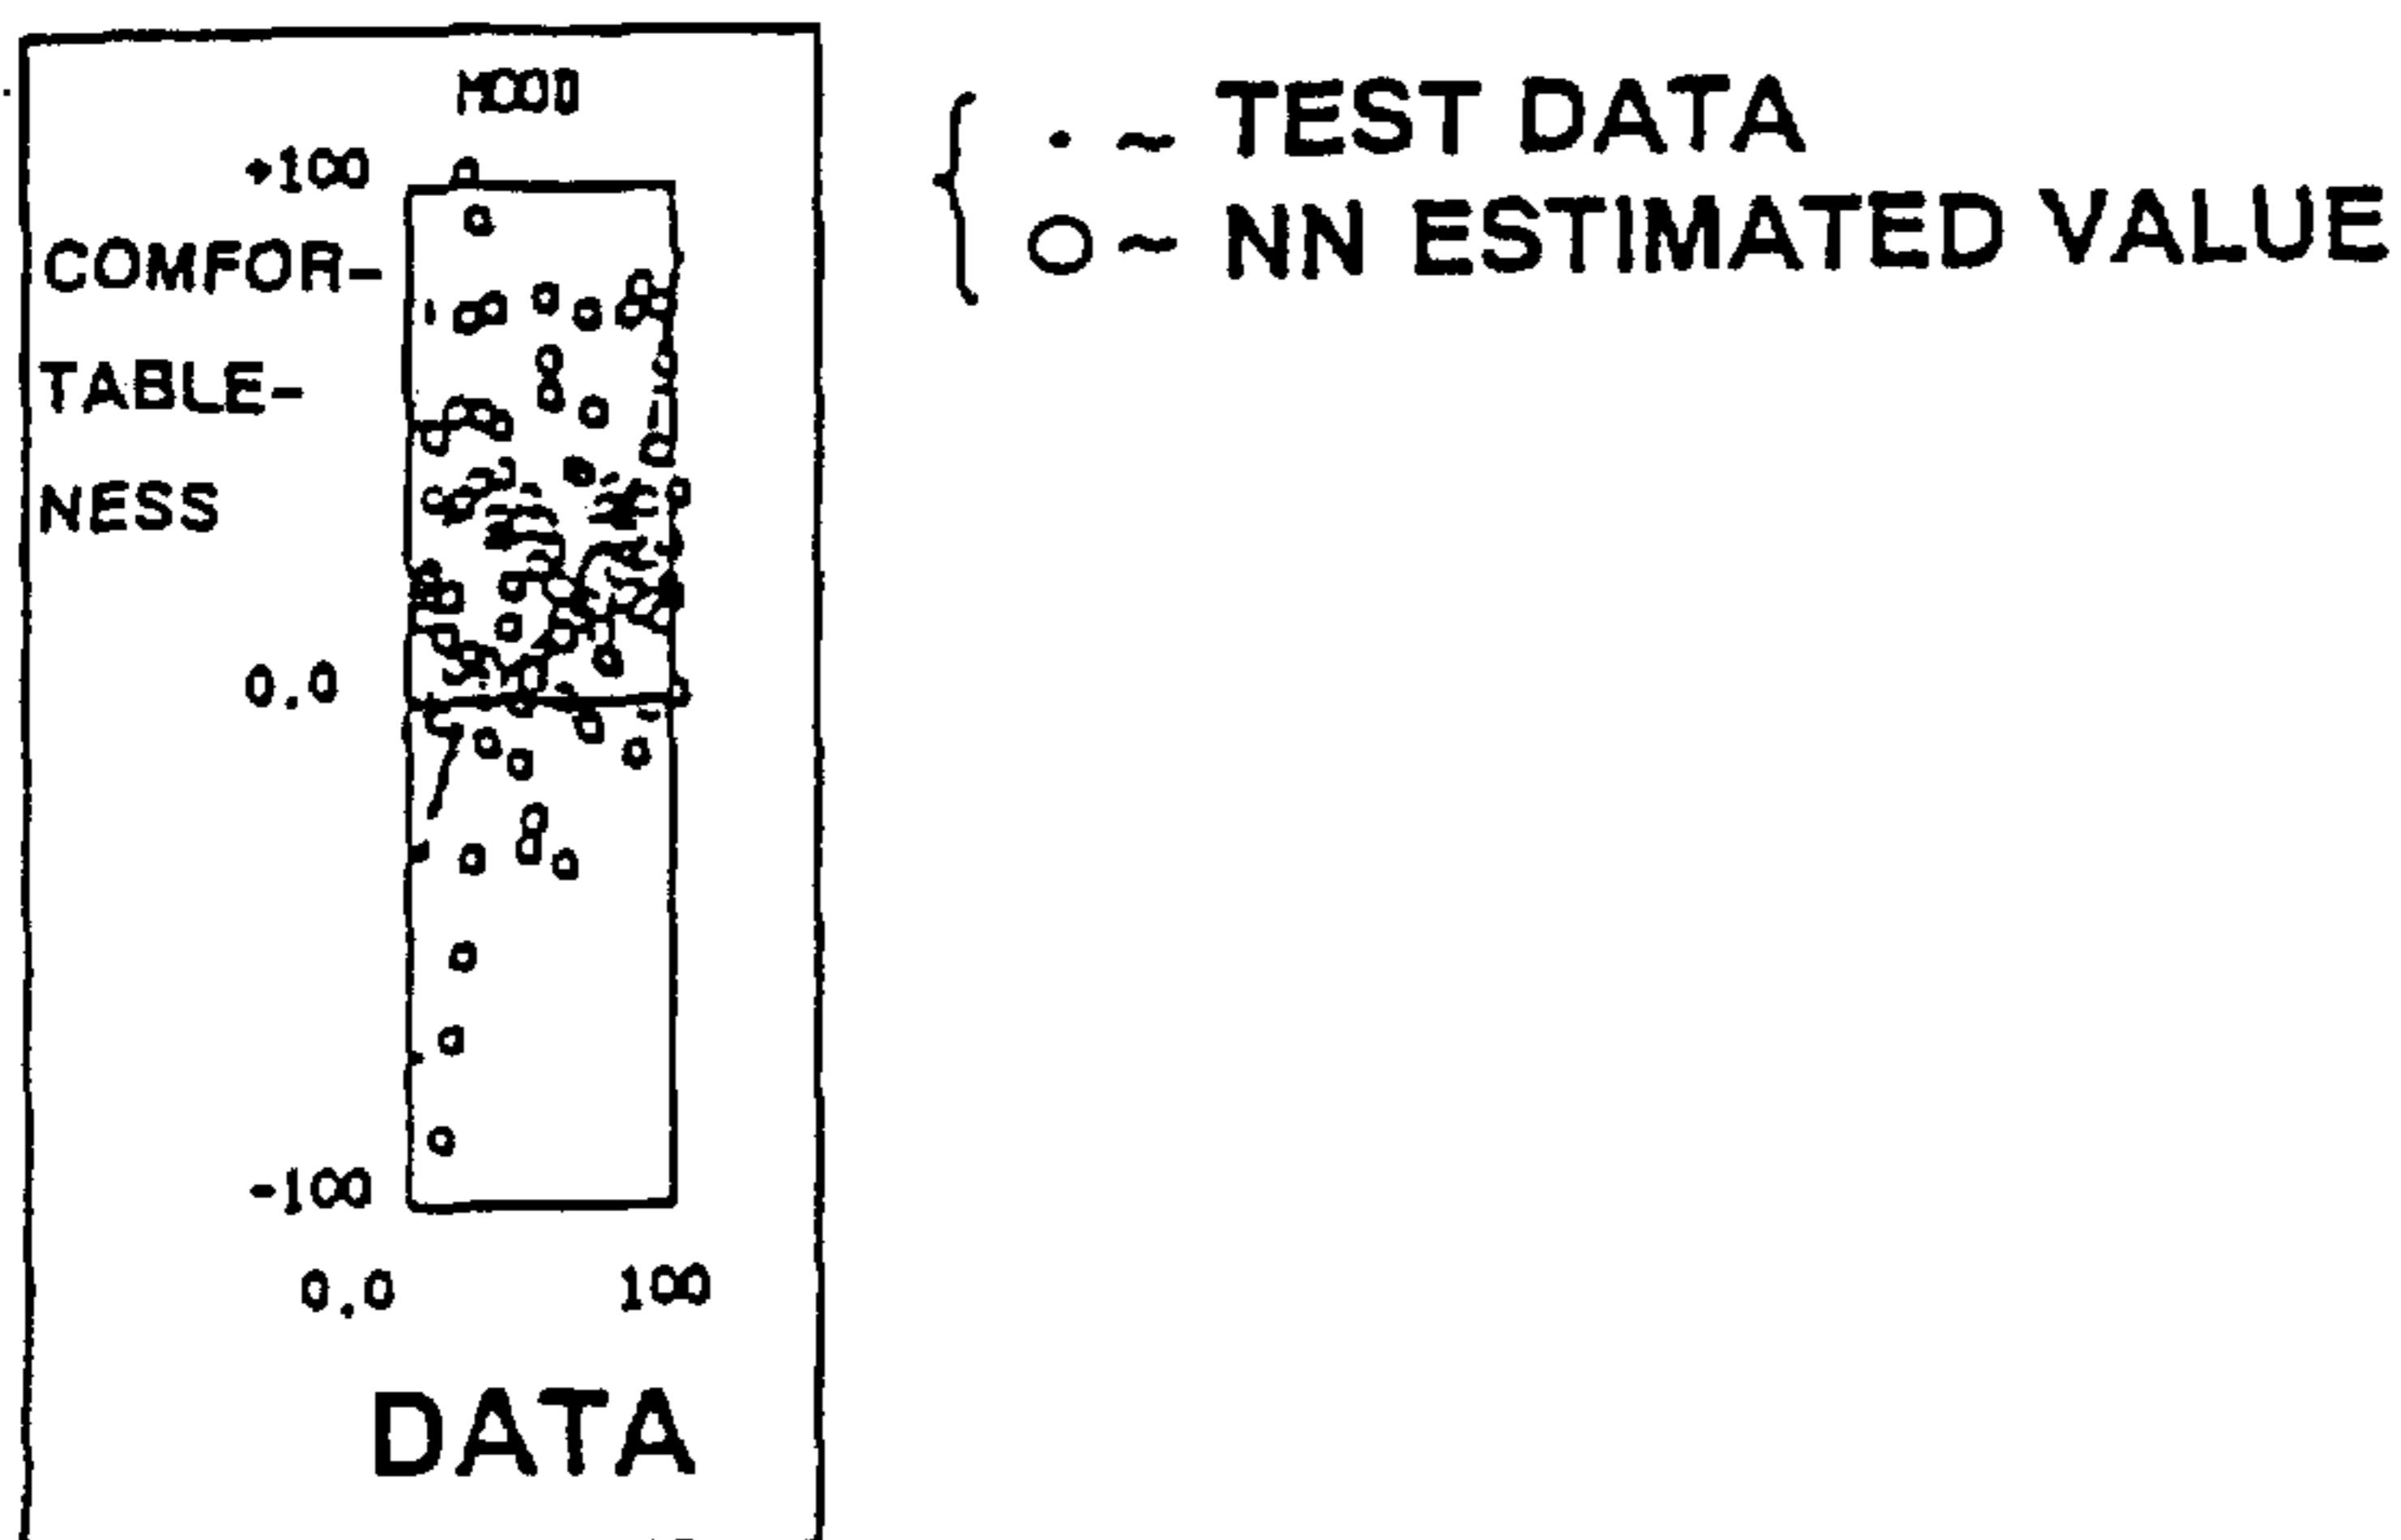 MOOD
+100
COMFOR-
TABLE-
NESS
0.0
-100
0.0 100
DATA
· ~ TEST DATA
○ ~ NN ESTIMATED VALUE